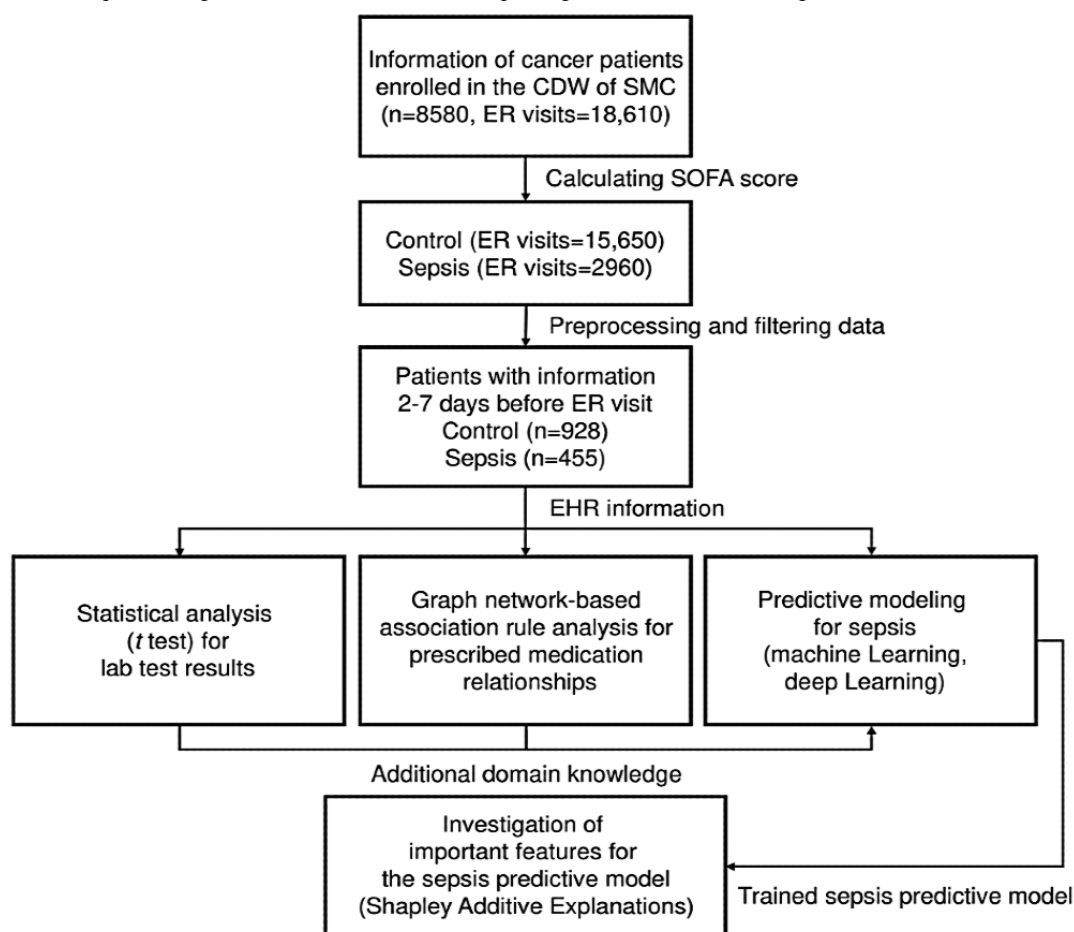 Information of cancer patients
enrolled in the CDW of SMC
(n=8580, ER visits=18,610)
Calculating SOFA score
Control (ER visits=15,650)
Sepsis (ER visits=2960)
Preprocessing and filtering data
Patients with information
2-7 days before ER visit
Control (n=928)
Sepsis (n=455)
EHR information
Statistical analysis
(t test) for
lab test results
Graph network-based
association rule analysis for
prescribed medication
relationships
Predictive modeling
for sepsis
(machine Learning,
deep Learning)
Additional domain knowledge
Investigation of
important features for
the sepsis predictive model
(Shapley Additive Explanations)
Trained sepsis predictive model